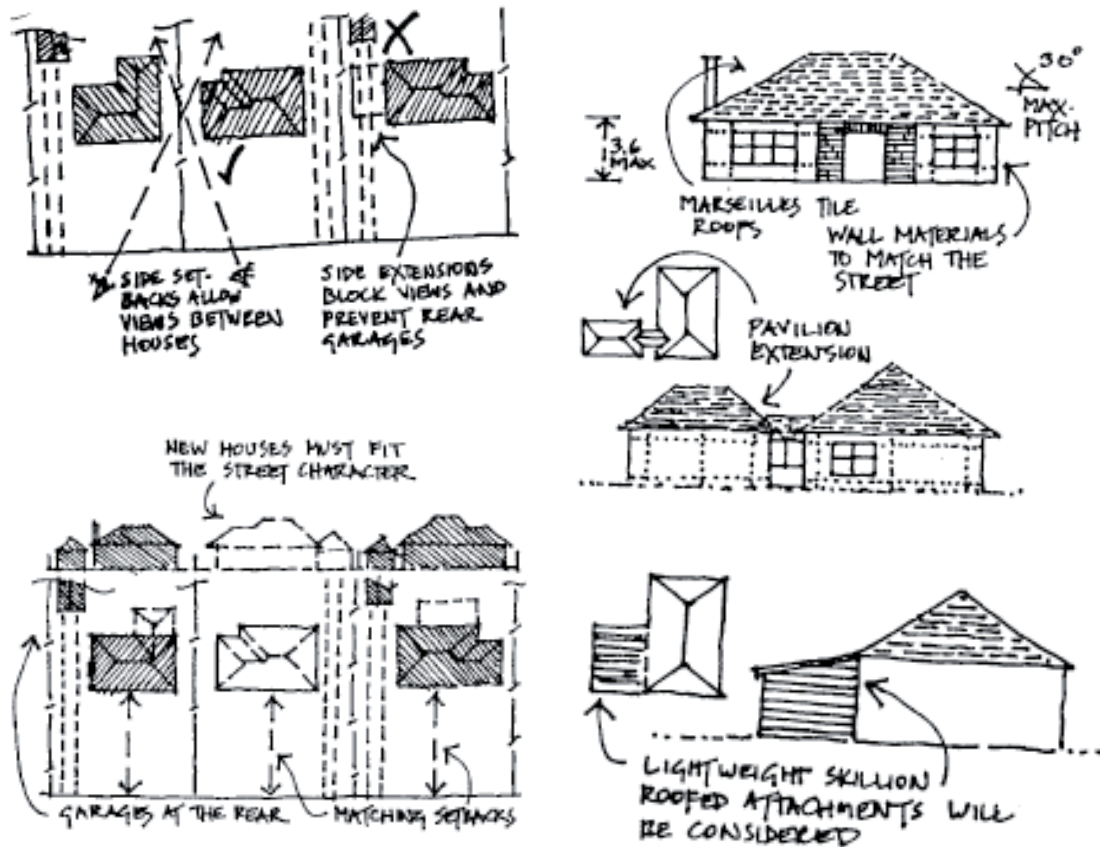 SIDE SET-
BACKS ALLOW
VIEWS BETWEEN
HOUSES
SIDE EXTENSIONS
BLOCK VIEWS AND
PREVENT REAR
GARAGES
30°
MAX.
PITCH
3.6
MAX
MARSEILLES TILE
ROOFS
WALL MATERIALS
TO MATCH THE
STREET
PAVILION
EXTENSION
NEW HOUSES MUST FIT
THE STREET CHARACTER
GARAGES AT THE REAR
MATCHING SETBACKS
LIGHTWEIGHT SKILLION
ROOFED ATTACHMENTS WILL
BE CONSIDERED